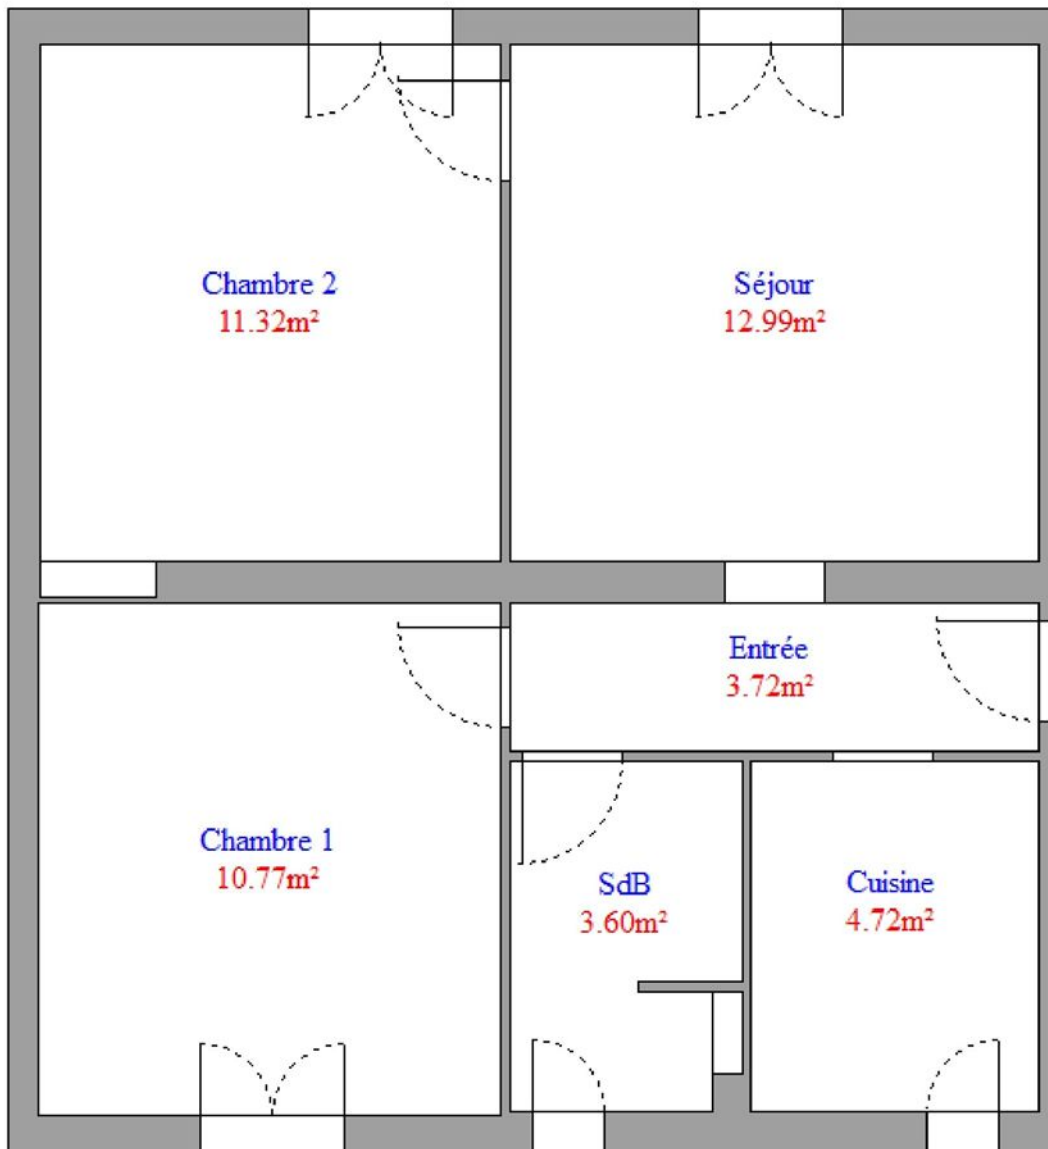 Chambre 2
11.32m²
Séjour
12.99m²
Entrée
3.72m²
Chambre 1
10.77m²
SdB
3.60m²
Cuisine
4.72m²